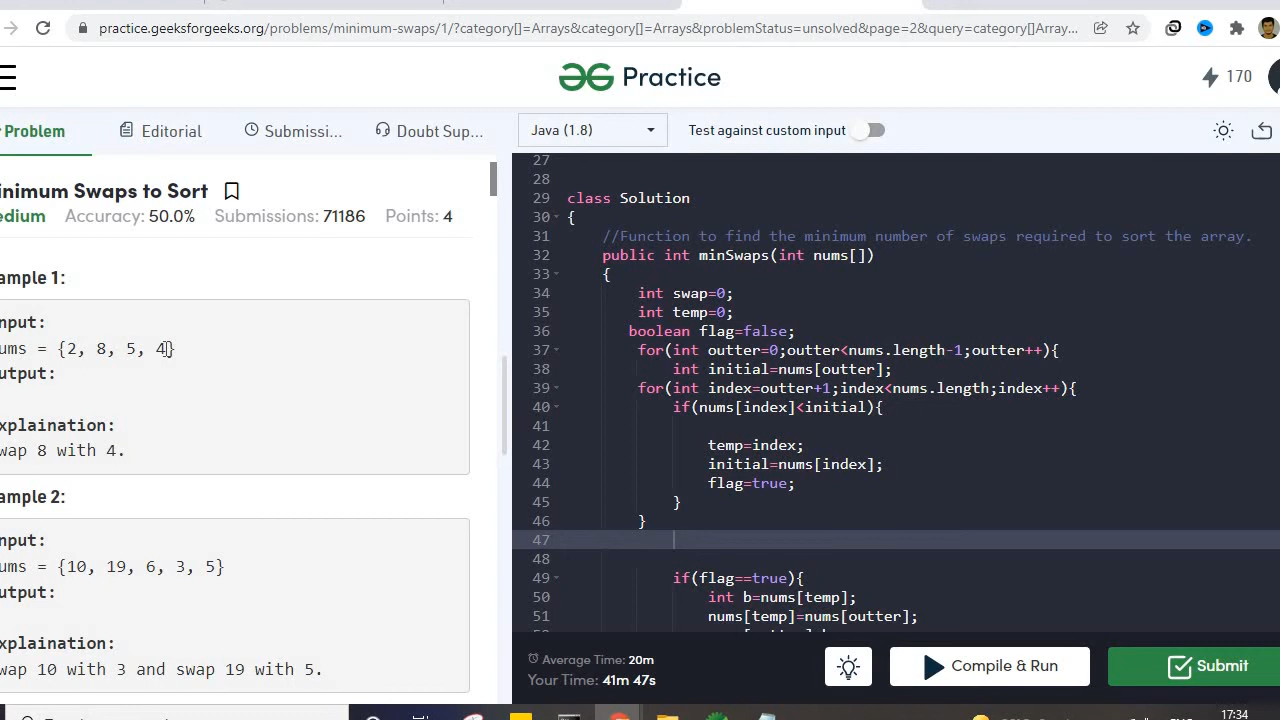 practice.geeksforgeeks.org/problems/minimum-swaps/1/?category[]=Arrays&category[]=Arrays&problemStatus=unsolved&page=2&query=category[]Array...
Practice
170
Problem
Editorial
Submissi...
Doubt Sup...
Java (1.8)
Test against custom input
inimum Swaps to Sort
edium Accuracy: 50.0% Submissions: 71186 Points: 4
ample 1:
nput:
ums = {2, 8, 5, 4}
utput:
xplaination:
wap 8 with 4.
ample 2:
nput:
ums = {10, 19, 6, 3, 5}
utput:
xplaination:
wap 10 with 3 and swap 19 with 5.
27
28
29 class Solution
30 {
31 //Function to find the minimum number of swaps required to sort the array.
32 public int minSwaps(int nums[])
33 {
34 int swap=0;
35 int temp=0;
36 boolean flag=false;
37 for(int outter=0;outter<nums.length-1;outter++){
38 int initial=nums[outter];
39 for(int index=outter+1;index<nums.length;index++){
40 if(nums[index]<initial){
41
42 temp=index;
43 initial=nums[index];
44 flag=true;
45 }
46 }
47
48
49 if(flag==true){
50 int b=nums[temp];
51 nums[temp]=nums[outter];
Average Time: 20m
Your Time: 41m 47s
Compile & Run
Submit
17:34